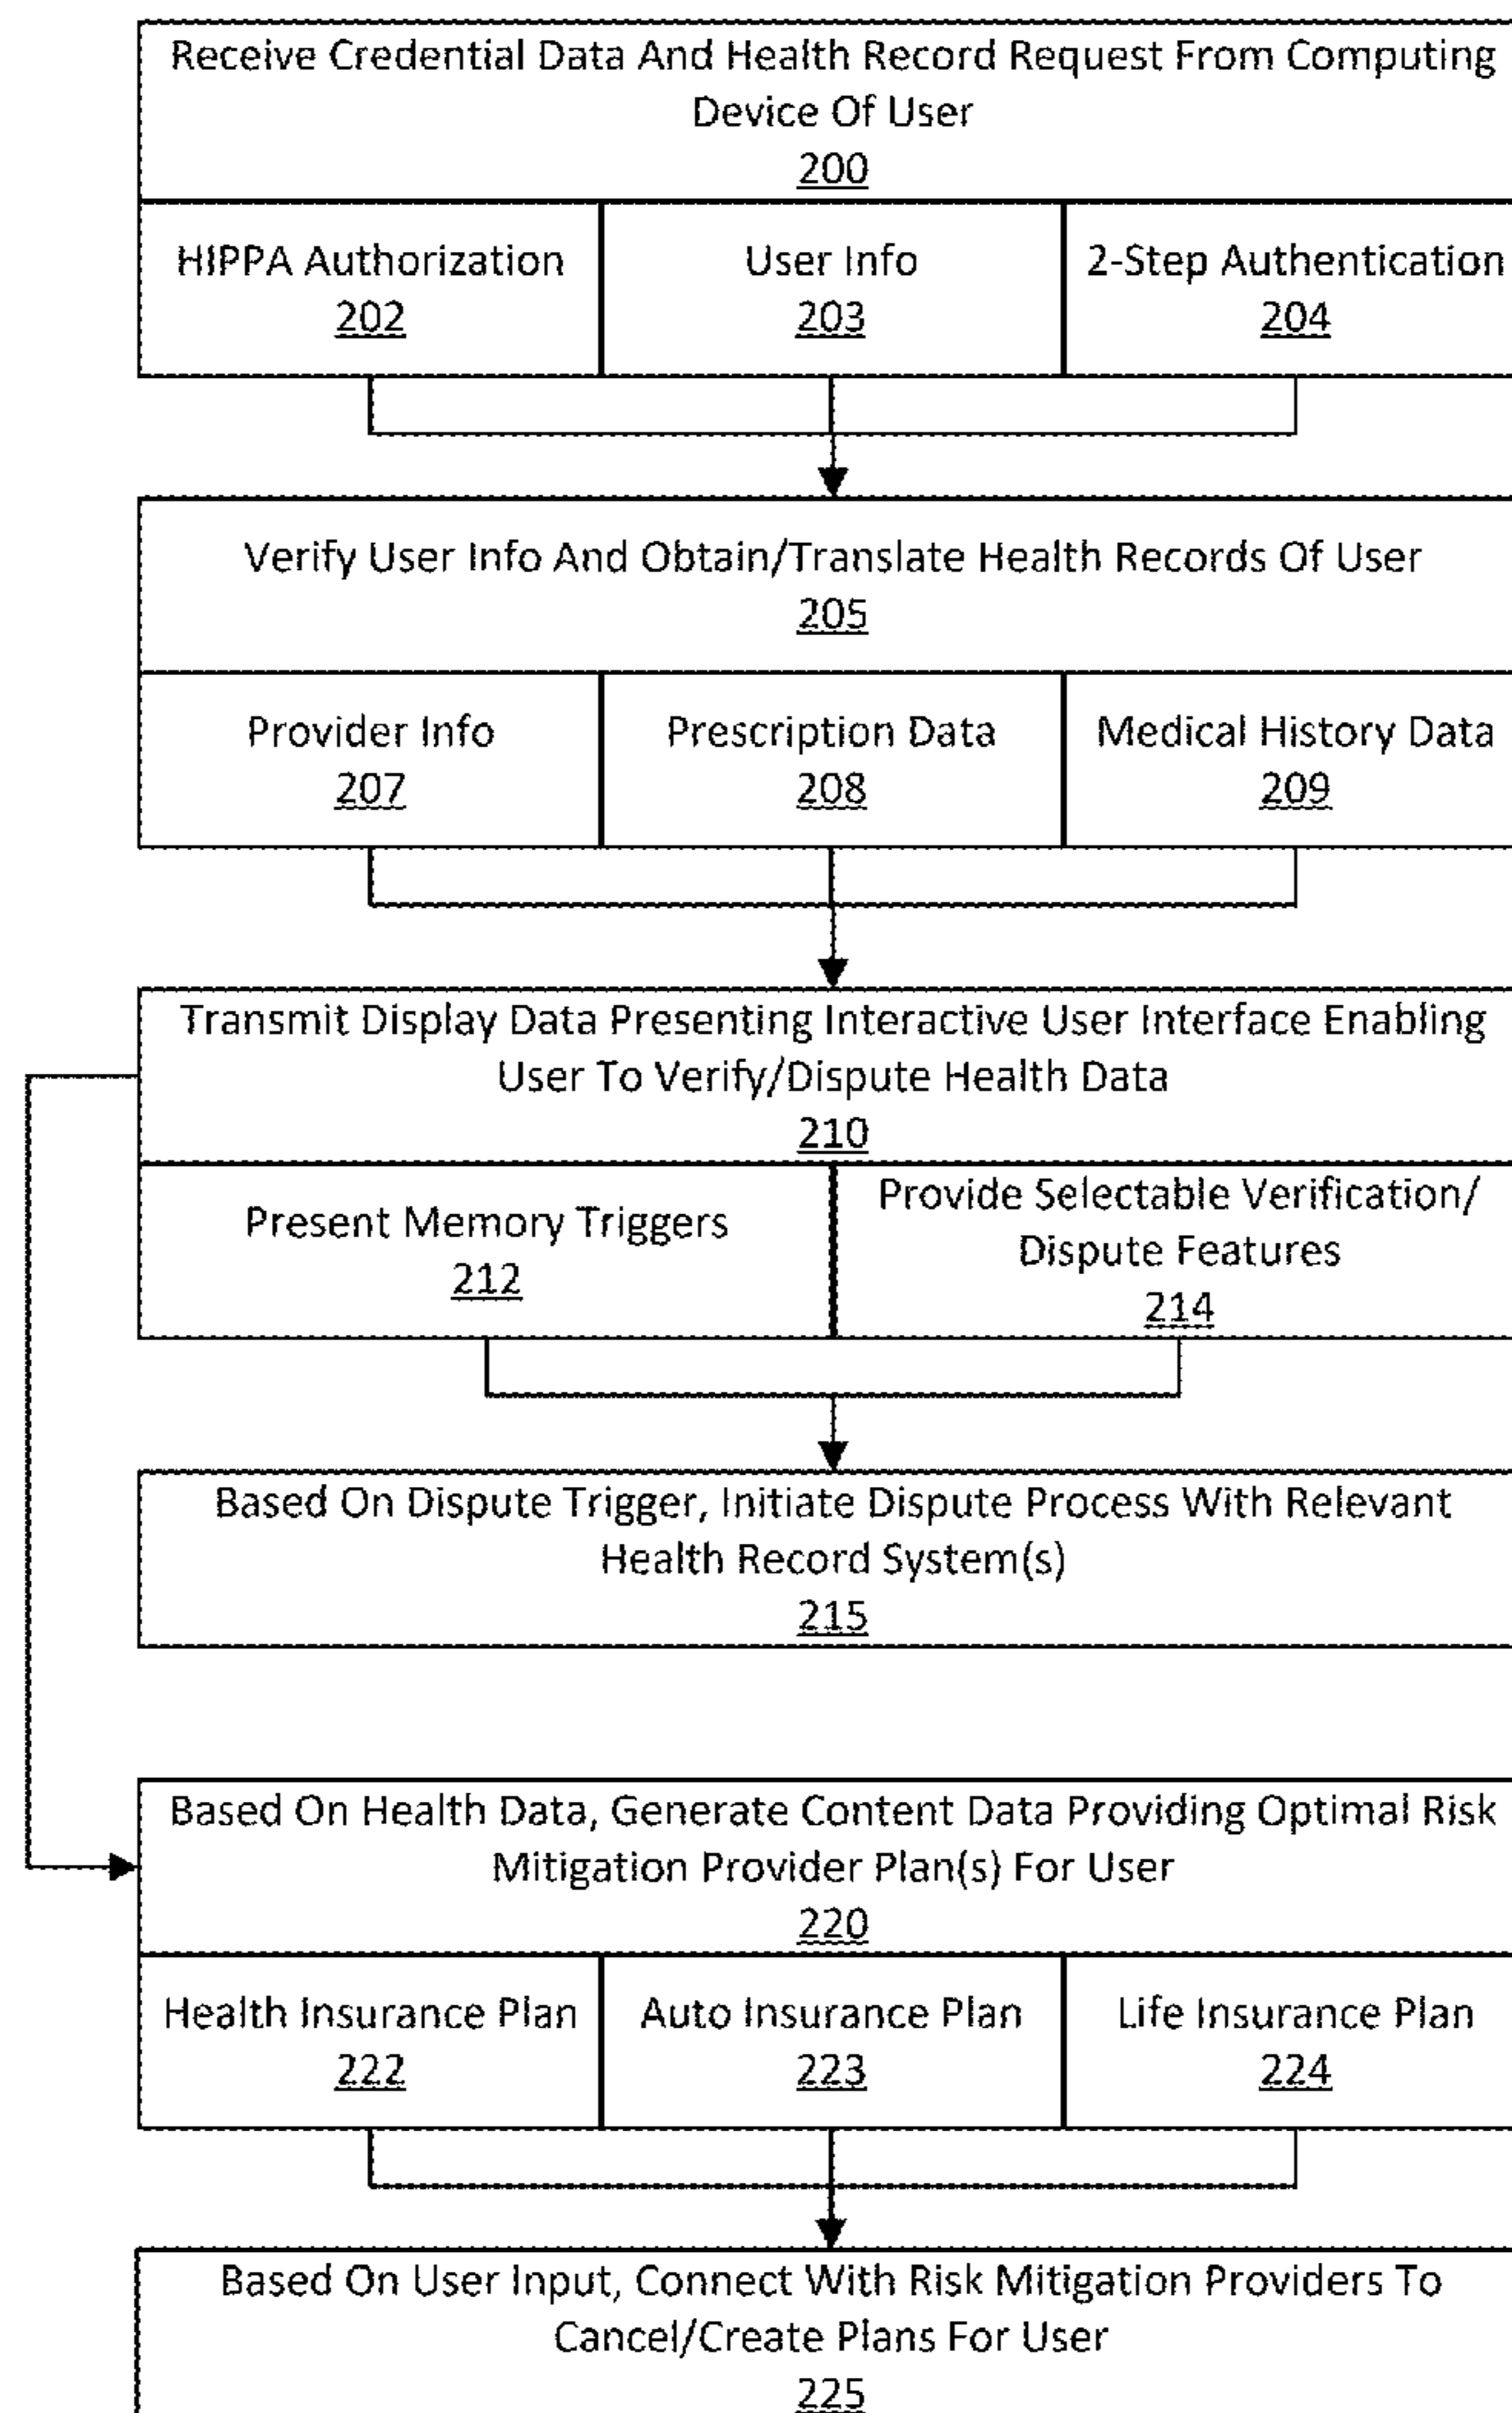 Receive Credential Data And Health Record Request From Computing
Device Of User
200
HIPPA Authorization
202
User Info
203
2-Step Authentication
204
Verify User Info And Obtain/Translate Health Records Of User
205
Provider Info
207
Prescription Data
208
Medical History Data
209
Transmit Display Data Presenting Interactive User Interface Enabling
User To Verify/Dispute Health Data
210
Present Memory Triggers
212
Provide Selectable Verification/
Dispute Features
214
Based On Dispute Trigger, Initiate Dispute Process With Relevant
Health Record System(s)
215
Based On Health Data, Generate Content Data Providing Optimal Risk
Mitigation Provider Plan(s) For User
220
Health Insurance Plan
222
Auto Insurance Plan
223
Life Insurance Plan
224
Based On User Input, Connect With Risk Mitigation Providers To
Cancel/Create Plans For User
225